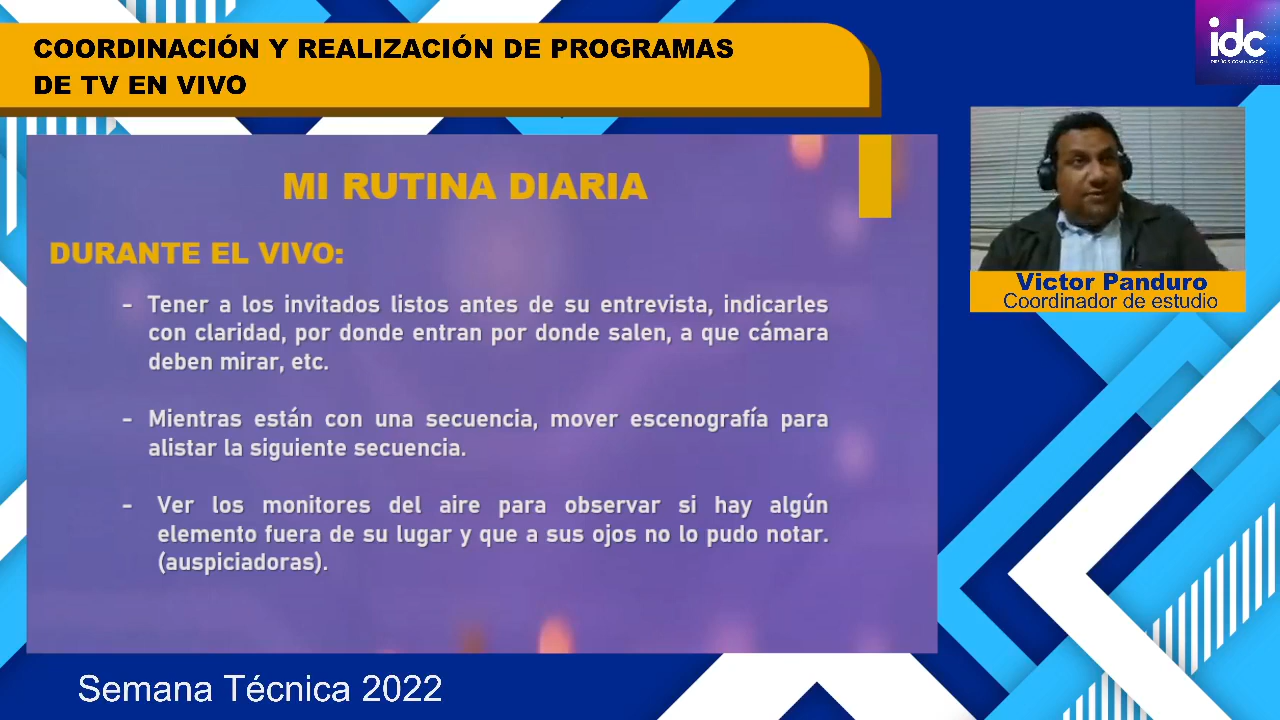 COORDINACIÓN Y REALIZACIÓN DE PROGRAMAS
DE TV EN VIVO
idc
MI RUTINA DIARIA
DURANTE EL VIVO:
- Tener a los invitados listos antes de su entrevista, indicarles
con claridad, por donde entran por donde salen, a que cámara
deben mirar, etc.
- Mientras están con una secuencia, mover escenografía para
alistar la siguiente secuencia.
- Ver los monitores del aire para observar si hay algún
elemento fuera de su lugar y que a sus ojos no lo pudo notar.
(auspiciadoras).
Victor Panduro
Coordinador de estudio
Semana Técnica 2022